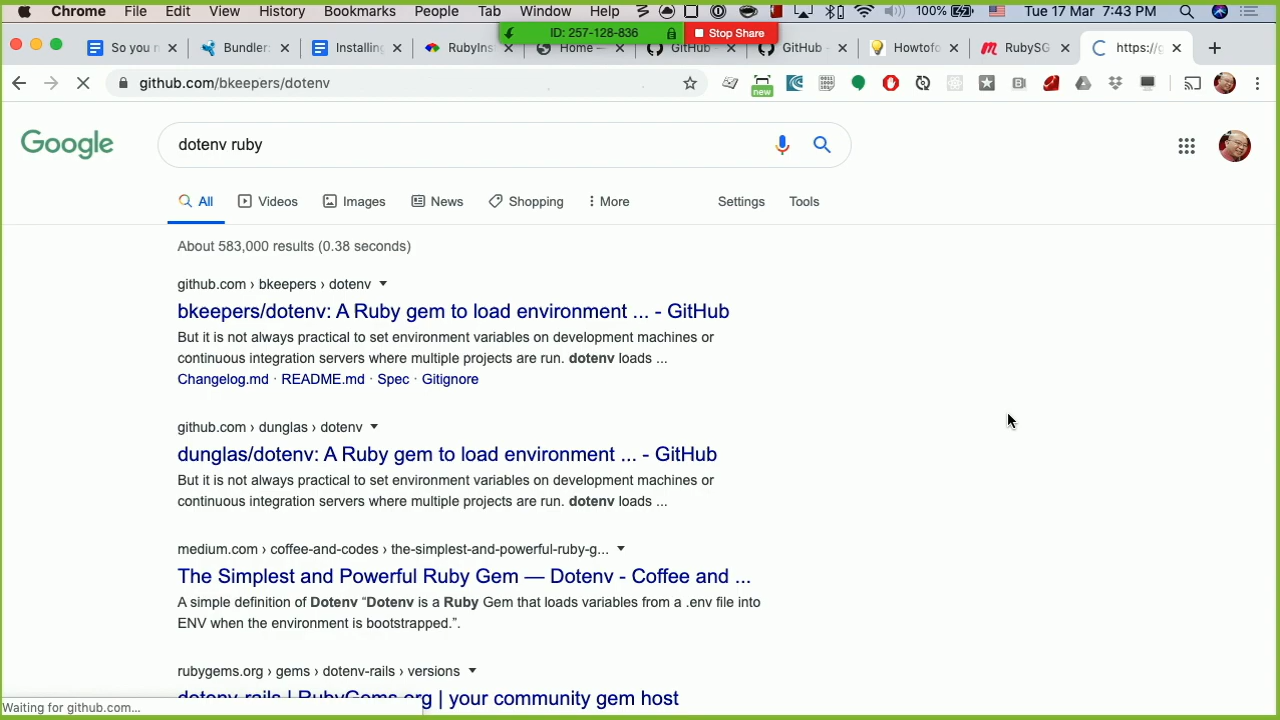 Chrome File Edit View History Bookmarks People Tab Window Help 100% Tue 17 Mar 7:43 PM
ID: 257-128-836 Stop Share
So you n Bundler: Installing RubyIns Home — GitHub GitHub - Howtofo RubySG https://g
github.com/bkeepers/dotenv
new
Google
dotenv ruby
All Videos Images News Shopping More Settings Tools
About 583,000 results (0.38 seconds)
github.com › bkeepers › dotenv
bkeepers/dotenv: A Ruby gem to load environment ... - GitHub
But it is not always practical to set environment variables on development machines or
continuous integration servers where multiple projects are run. dotenv loads ...
Changelog.md · README.md · Spec · Gitignore
github.com › dunglas › dotenv
dunglas/dotenv: A Ruby gem to load environment ... - GitHub
But it is not always practical to set environment variables on development machines or
continuous integration servers where multiple projects are run. dotenv loads ...
medium.com › coffee-and-codes › the-simplest-and-powerful-ruby-g...
The Simplest and Powerful Ruby Gem — Dotenv - Coffee and ...
A simple definition of Dotenv “Dotenv is a Ruby Gem that loads variables from a .env file into
ENV when the environment is bootstrapped.”.
rubygems.org › gems › dotenv-rails › versions
dotenv-rails | RubyGems.org | your community gem host
Waiting for github.com...